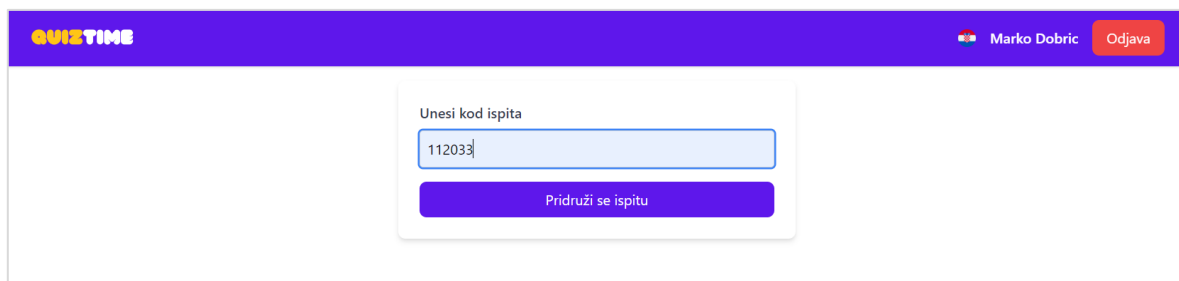 QUIZTIME
Marko Dobric Odjava
Unesi kod ispita
112033
Pridruži se ispitu